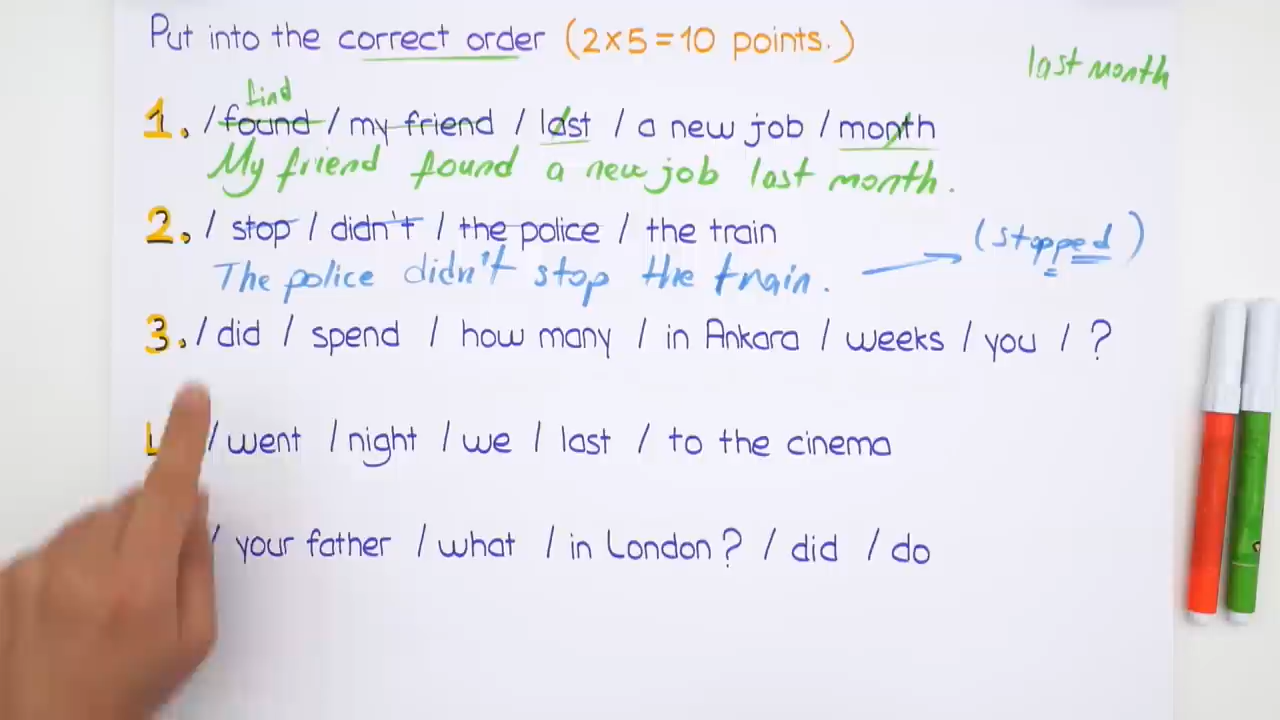 Put into the correct order (2x5=10 points.)
last month
find
1. / found / my friend / last / a new job / month
My friend found a new job last month.
2. / stop / didn't / the police / the train
(stopped)
The police didn't stop the train.
3. / did / spend / how many / in Ankara / weeks / you / ?
/ went / night / we / last / to the cinema
/ your father / what / in London? / did / do